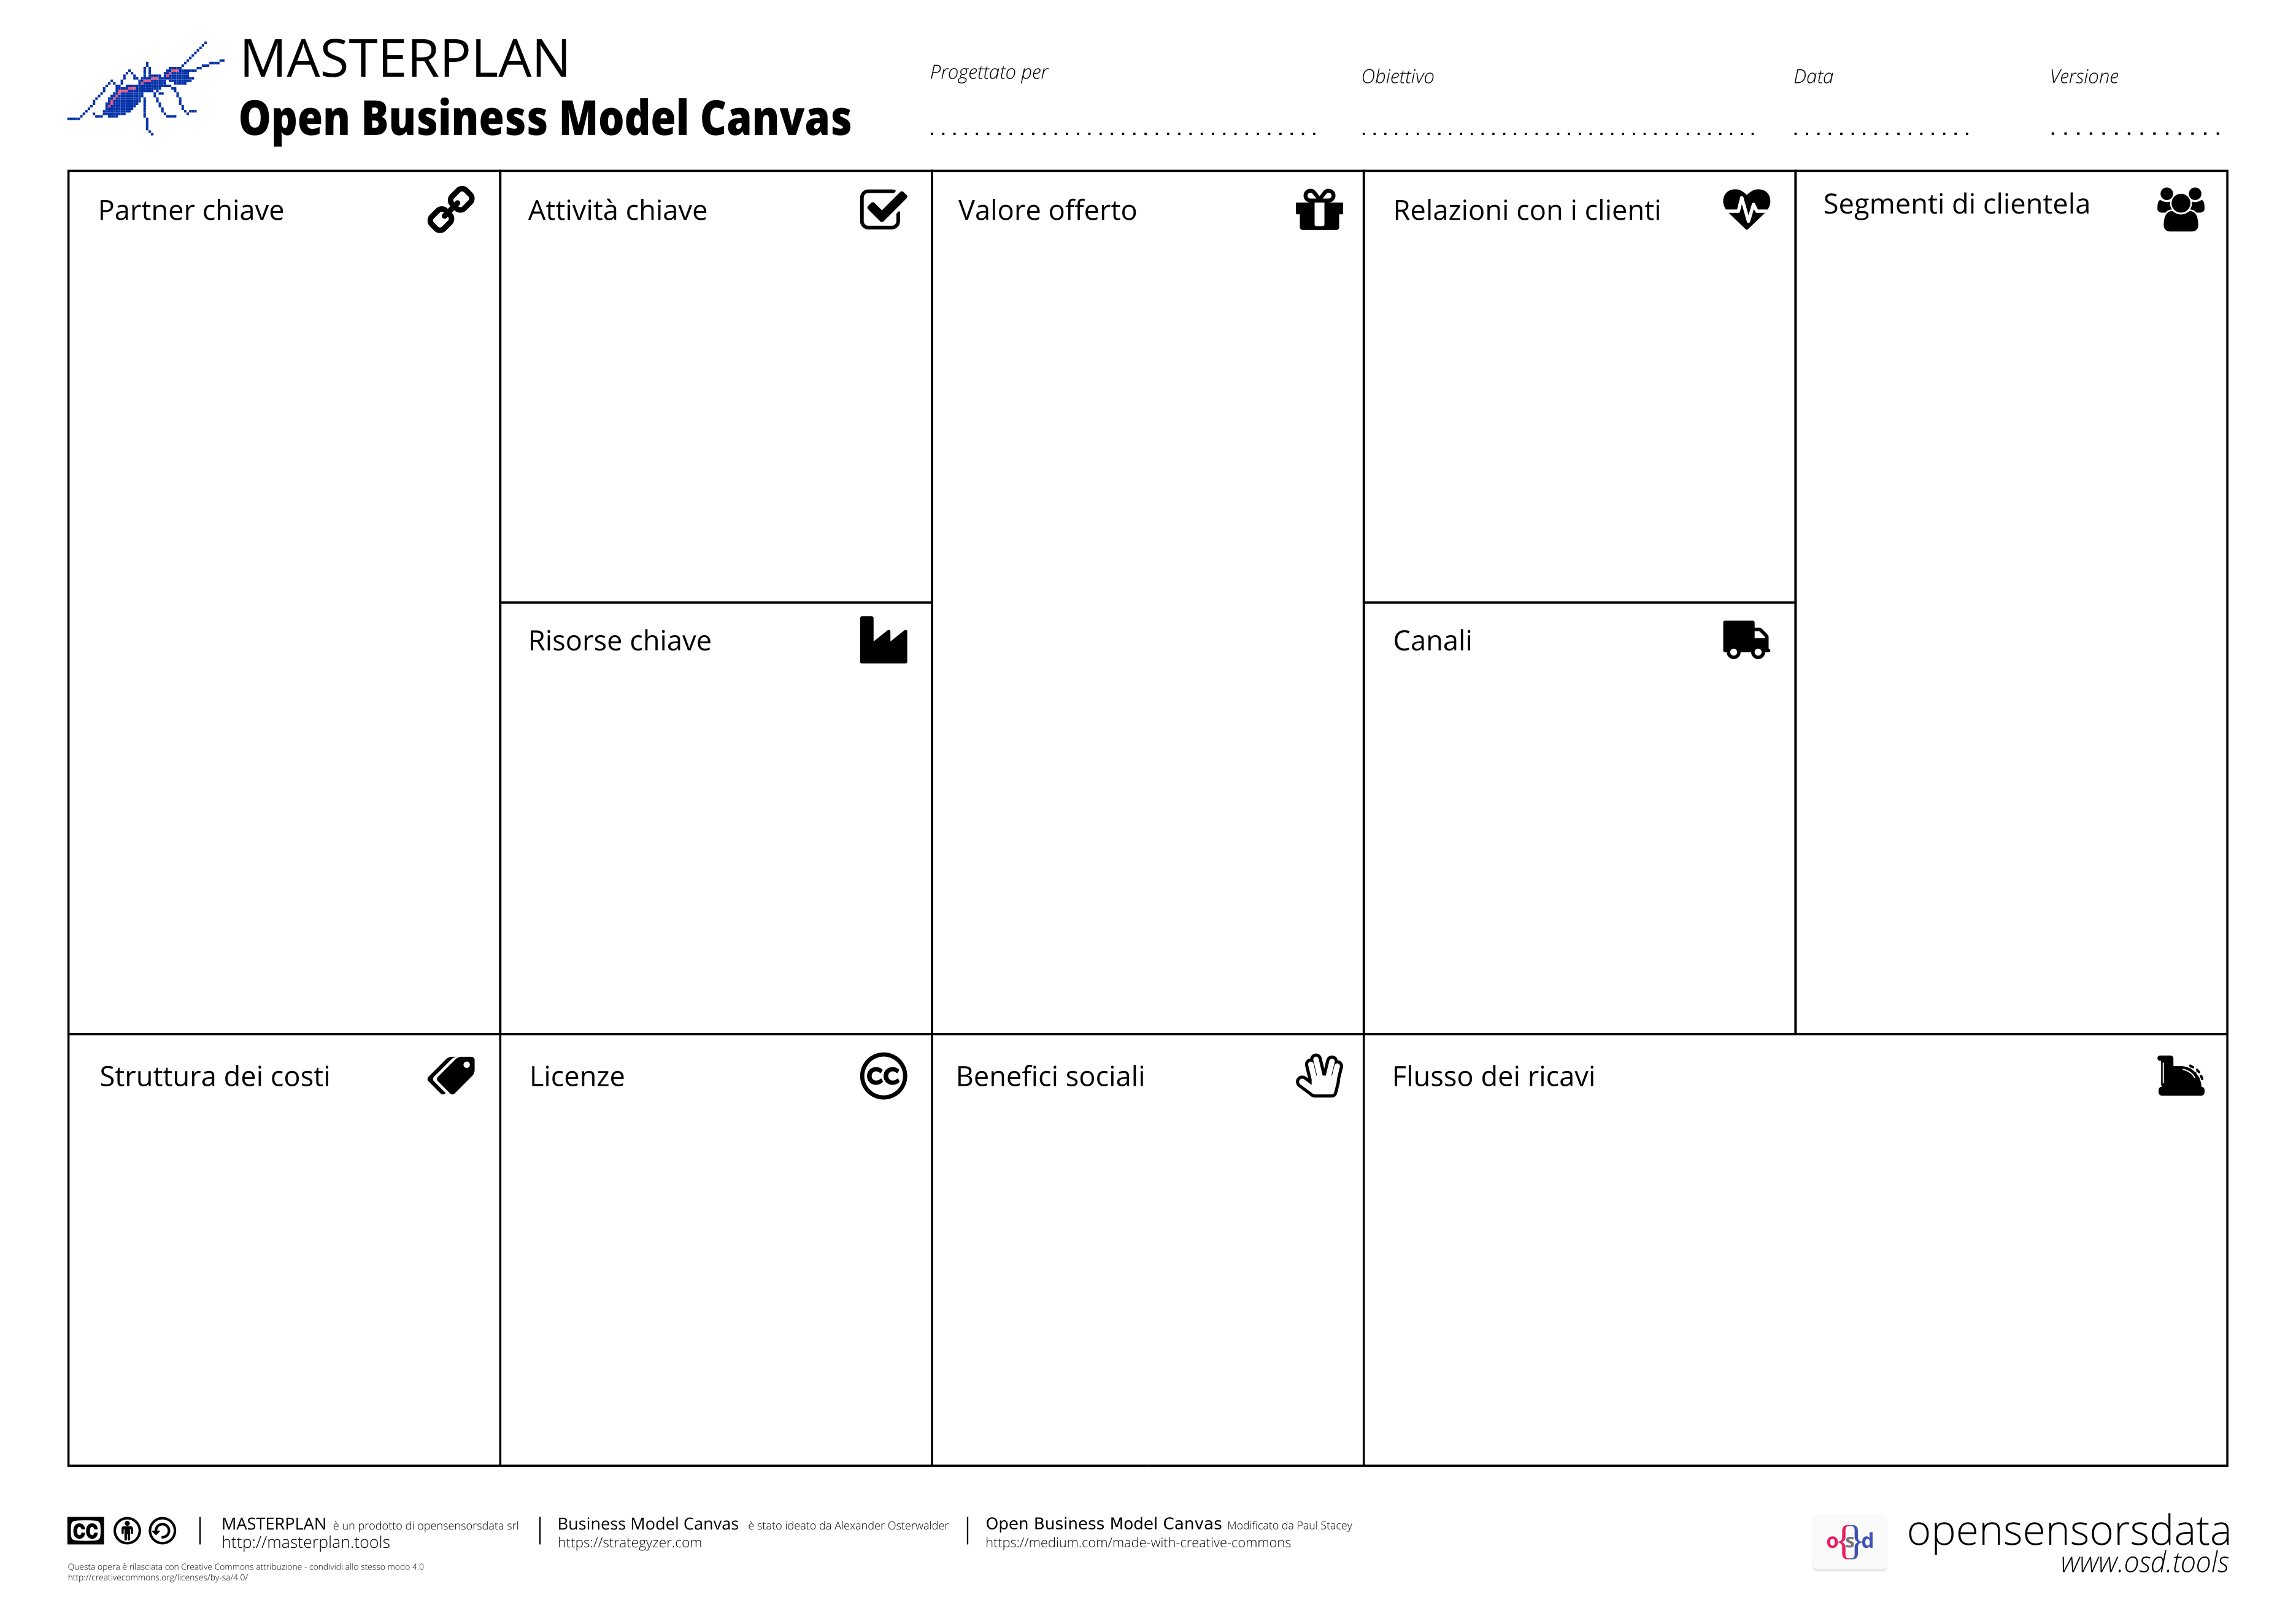 MASTERPLAN
Open Business Model Canvas
Progettato per
Obiettivo
Data
Versione
Partner chiave
Attività chiave
Valore offerto
Relazioni con i clienti
Segmenti di clientela
Risorse chiave
Canali
Struttura dei costi
Licenze
Benefici sociali
Flusso dei ricavi
MASTERPLAN è un prodotto di opensensorsdata srl
http://masterplan.tools
Business Model Canvas è stato ideato da Alexander Osterwalder
https://strategyzer.com
Open Business Model Canvas Modificato da Paul Stacey
https://medium.com/made-with-creative-commons
Questa opera è rilasciata con Creative Commons attribuzione - condividi allo stesso modo 4.0
http://creativecommons.org/licenses/by-sa/4.0/
o{s}d
opensensorsdata
www.osd.tools